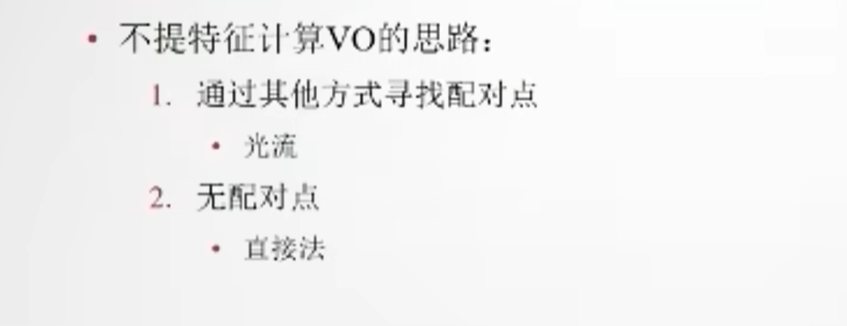 • 不提特征计算VO的思路：
1. 通过其他方式寻找配对点
• 光流
2. 无配对点
• 直接法